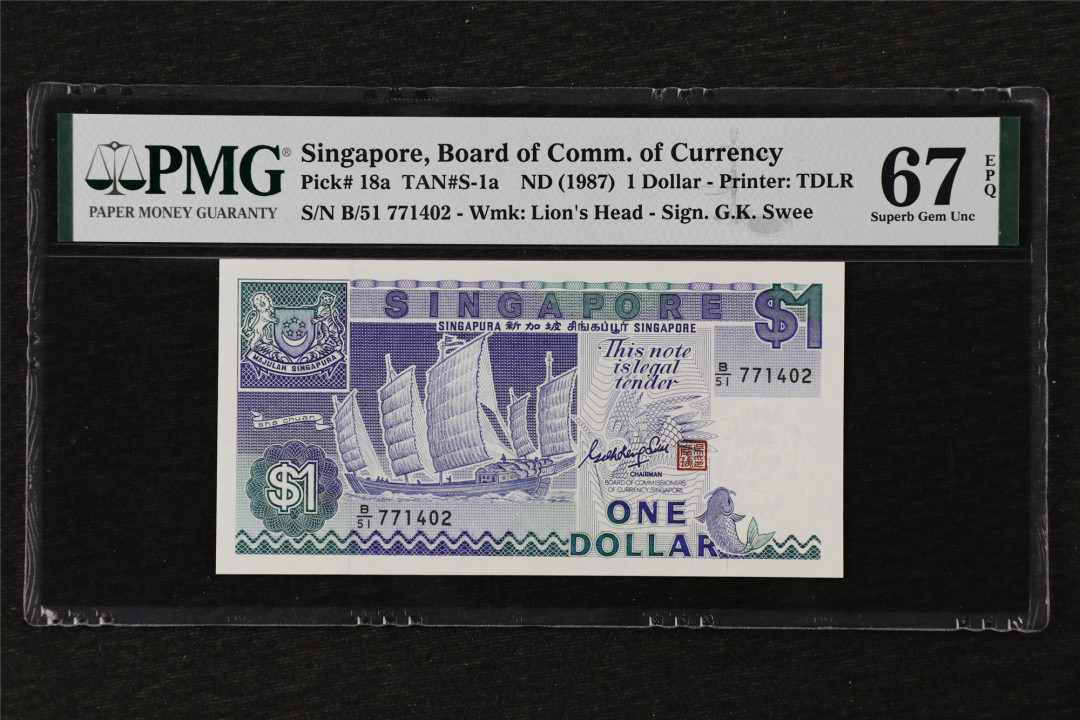 PMG®
PAPER MONEY GUARANTY
Singapore, Board of Comm. of Currency
Pick# 18a TAN#S-1a ND (1987) 1 Dollar - Printer: TDLR
S/N B/51 771402 - Wmk: Lion's Head - Sign. G.K. Swee
67
Superb Gem Unc
EPQ
SINGAPORE
$1
SINGAPURA 新加坡 சிங்கப்பூர் SINGAPORE
MAJULAH SINGAPURA
This note
is legal
tender
B/51 771402
sha chuan
$1
CHAIRMAN
BOARD OF COMMISSIONERS
OF CURRENCY, SINGAPORE
B/51 771402
ONE
DOLLAR